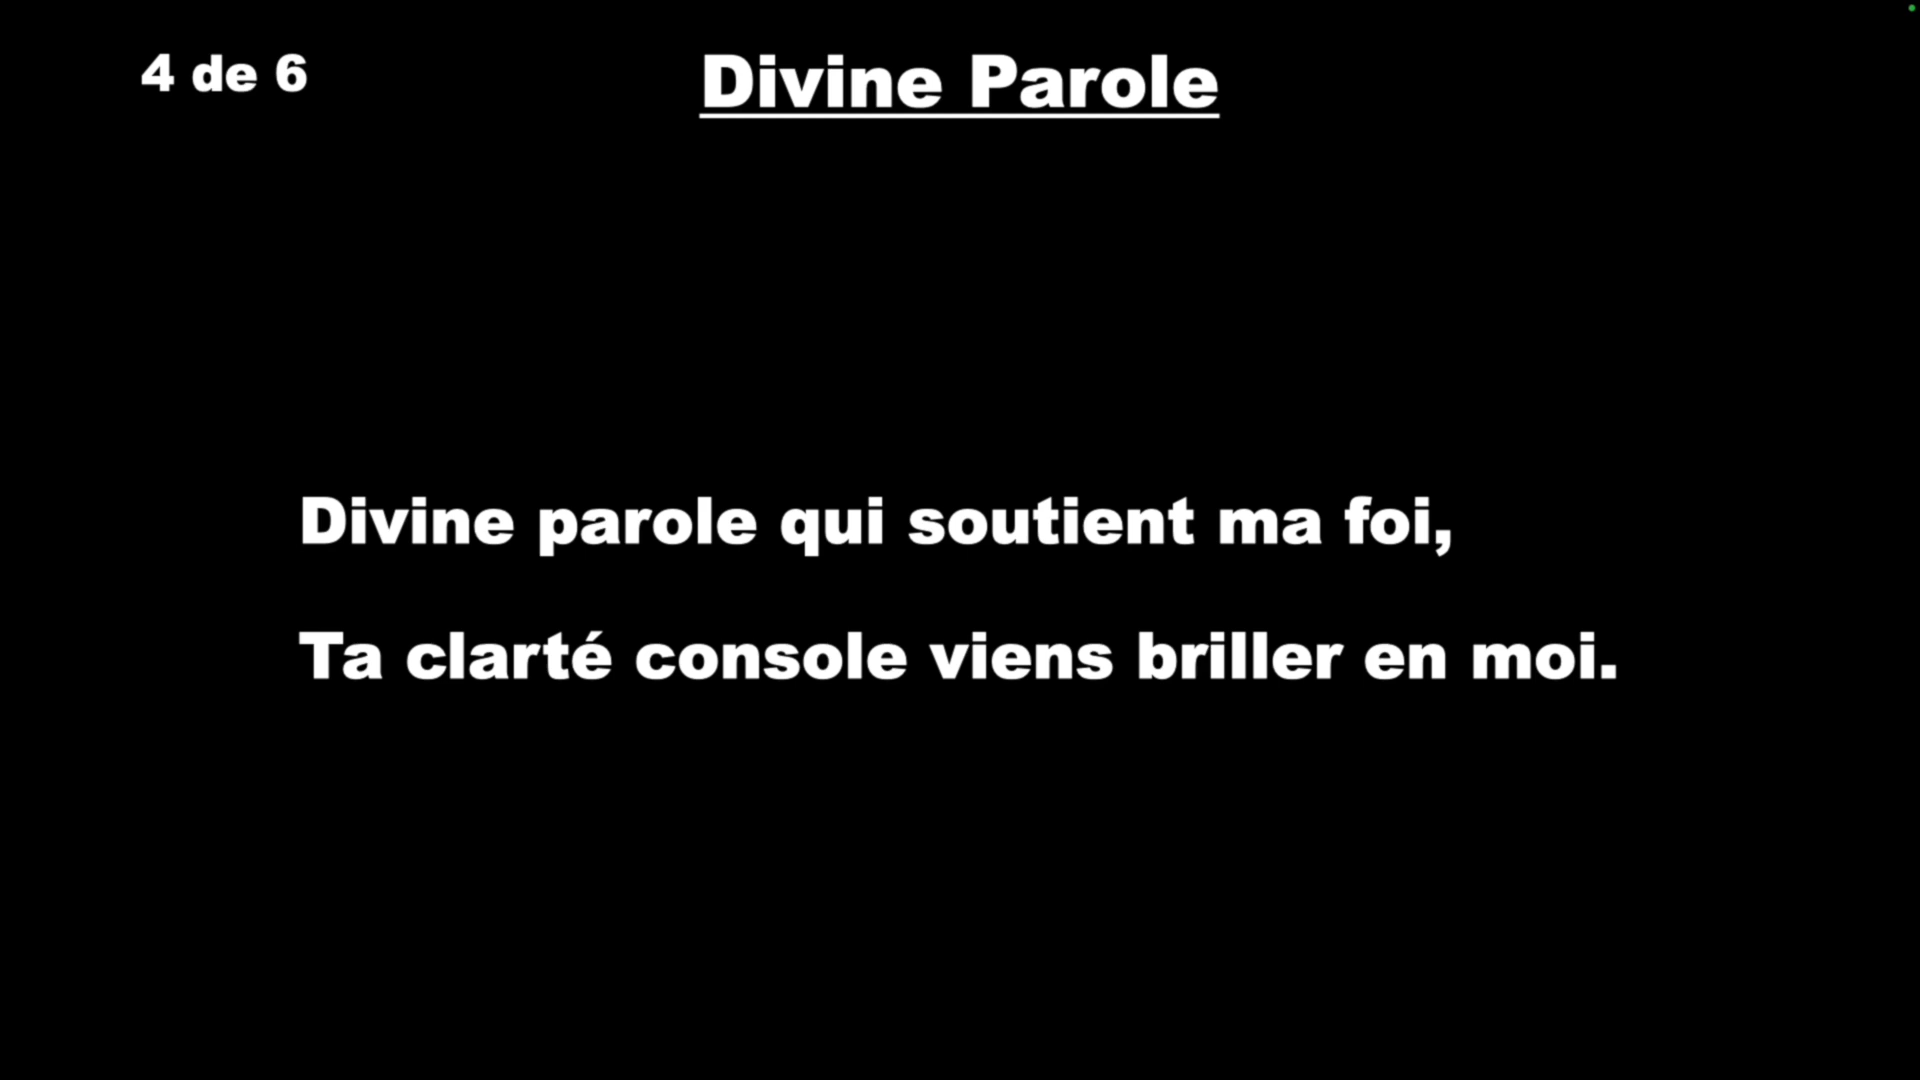 4 de 6
Divine Parole
Divine parole qui soutient ma foi,
Ta clarté console viens briller en moi.